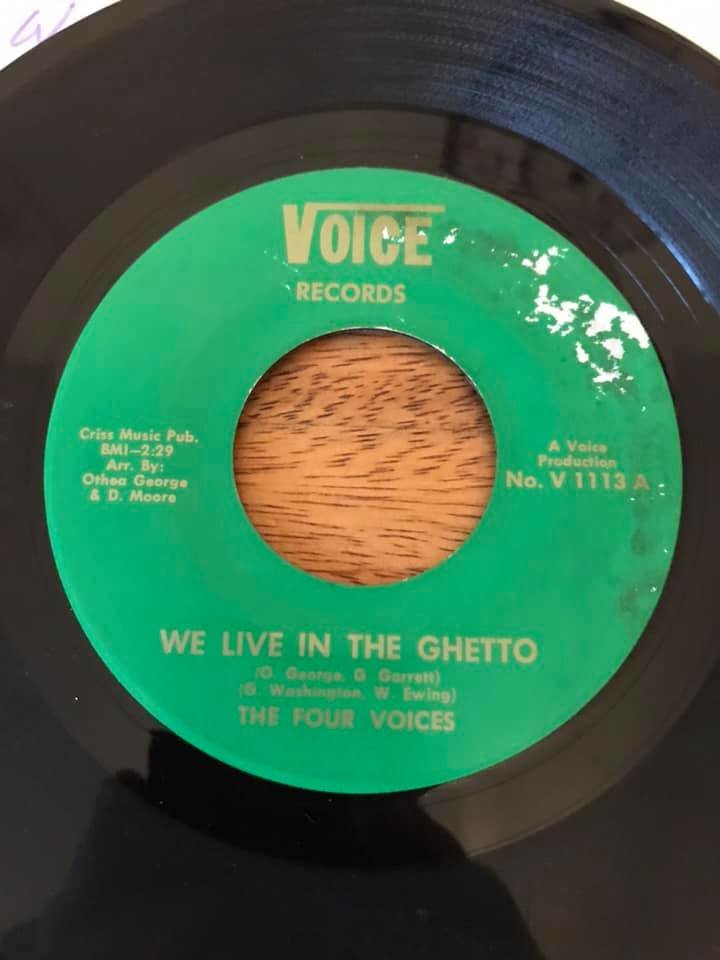 VOICE
RECORDS
Criss Music Pub.
BMI—2:29
Arr. By:
Othea George
& D. Moore
A Voice
Production
No. V 1113 A
WE LIVE IN THE GHETTO
(O. George, G Garrett)
(G. Washington, W. Ewing)
THE FOUR VOICES